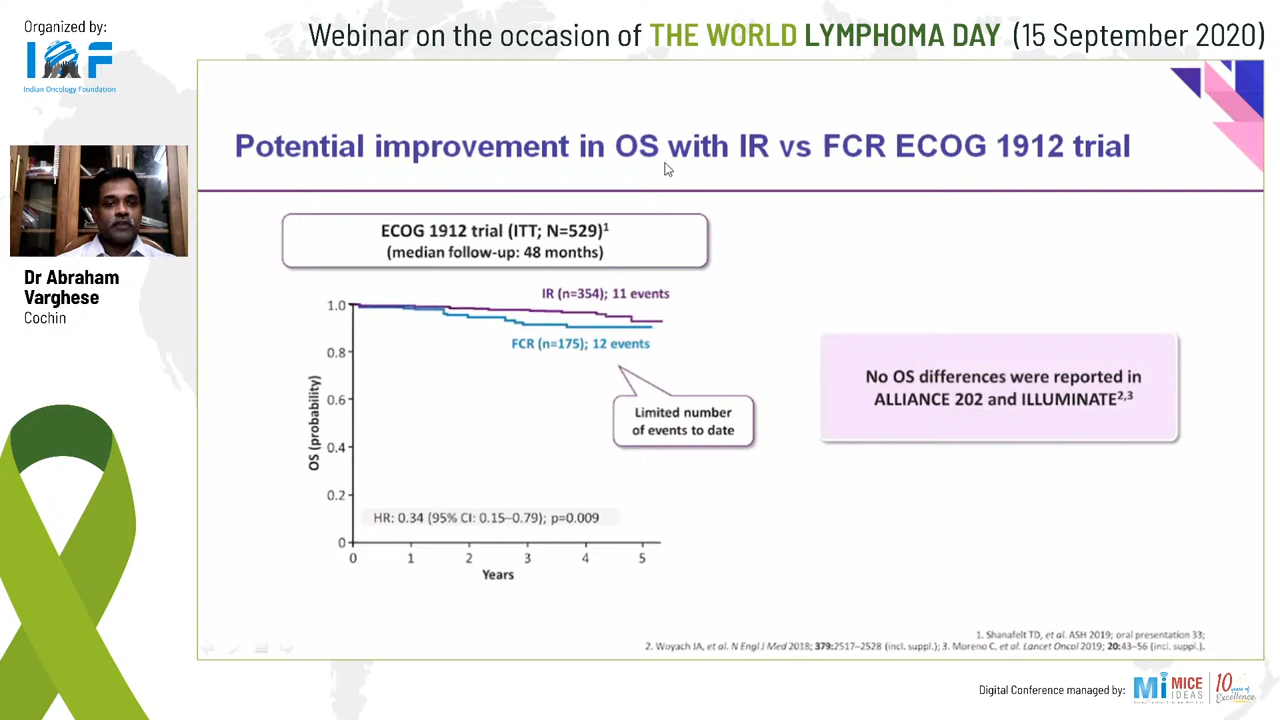 Organized by:
IOF
Indian Oncology Foundation
Webinar on the occasion of THE WORLD LYMPHOMA DAY (15 September 2020)
Dr Abraham
Varghese
Cochin
Potential improvement in OS with IR vs FCR ECOG 1912 trial
ECOG 1912 trial (ITT; N=529)1
(median follow-up: 48 months)
IR (n=354); 11 events
FCR (n=175); 12 events
Limited number
of events to date
OS (probability)
1.0
0.8
0.6
0.4
0.2
0
HR: 0.34 (95% CI: 0.15–0.79); p=0.009
0 1 2 3 4 5
Years
No OS differences were reported in
ALLIANCE 202 and ILLUMINATE2,3
1. Shanafelt TD, et al. ASH 2019; oral presentation 33;
2. Woyach JA, et al. N Engl J Med 2018; 379:2517–2528 (incl. suppl.); 3. Moreno C, et al. Lancet Oncol 2019; 20:43–56 (incl. suppl.).
Digital Conference managed by:
Mi MICE
IDEAS
10 years of
Excellence